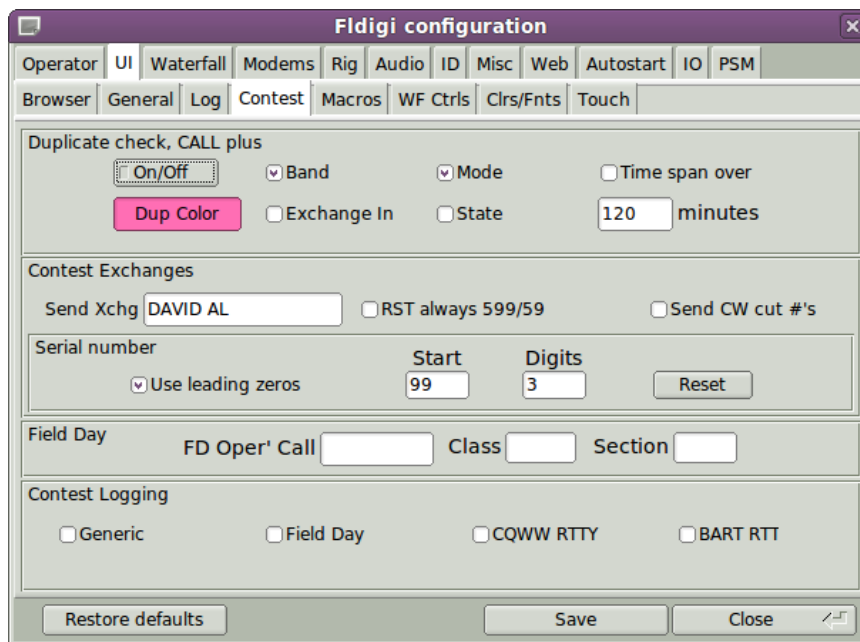 Fldigi configuration
Operator UI Waterfall Modems Rig Audio ID Misc Web Autostart IO PSM
Browser General Log Contest Macros WF Ctrls Clrs/Fnts Touch
Duplicate check, CALL plus
On/Off Band Mode Time span over
Dup Color Exchange In State 120 minutes
Contest Exchanges
Send Xchg DAVID AL RST always 599/59 Send CW cut #'s
Serial number
Start Digits
Use leading zeros 99 3 Reset
Field Day FD Oper' Call Class Section
Contest Logging
Generic Field Day CQWW RTTY BART RTT
Restore defaults Save Close